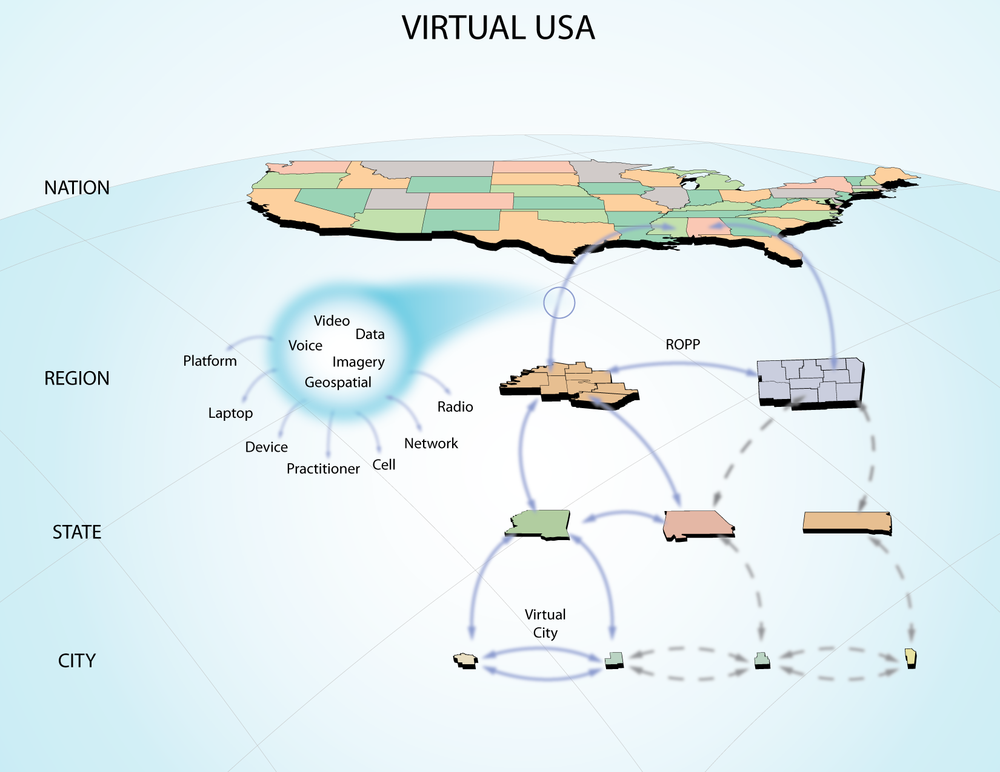 VIRTUAL USA
NATION
REGION
Video
Data
Voice
Imagery
Geospatial
Platform
Laptop
Device
Practitioner
Cell
Network
Radio
ROPP
STATE
Virtual
City
CITY